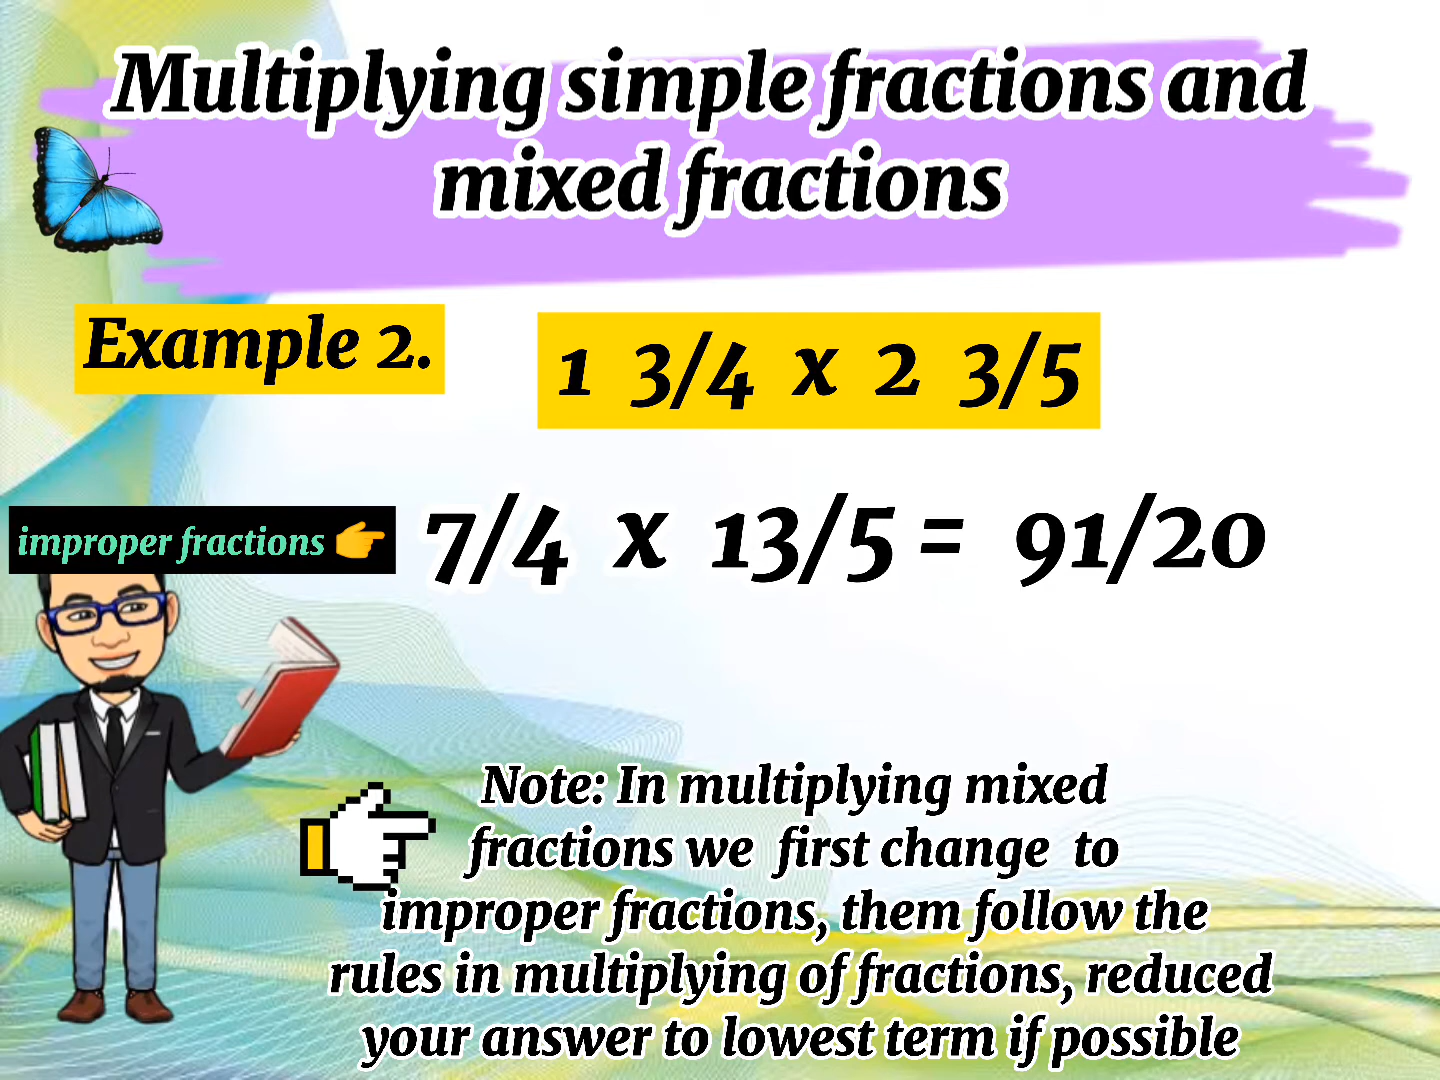 Multiplying simple fractions and
mixed fractions
Example 2.
1 3/4 x 2 3/5
improper fractions
7/4 x 13/5 = 91/20
Note: In multiplying mixed
fractions we first change to
improper fractions, them follow the
rules in multiplying of fractions, reduced
your answer to lowest term if possible